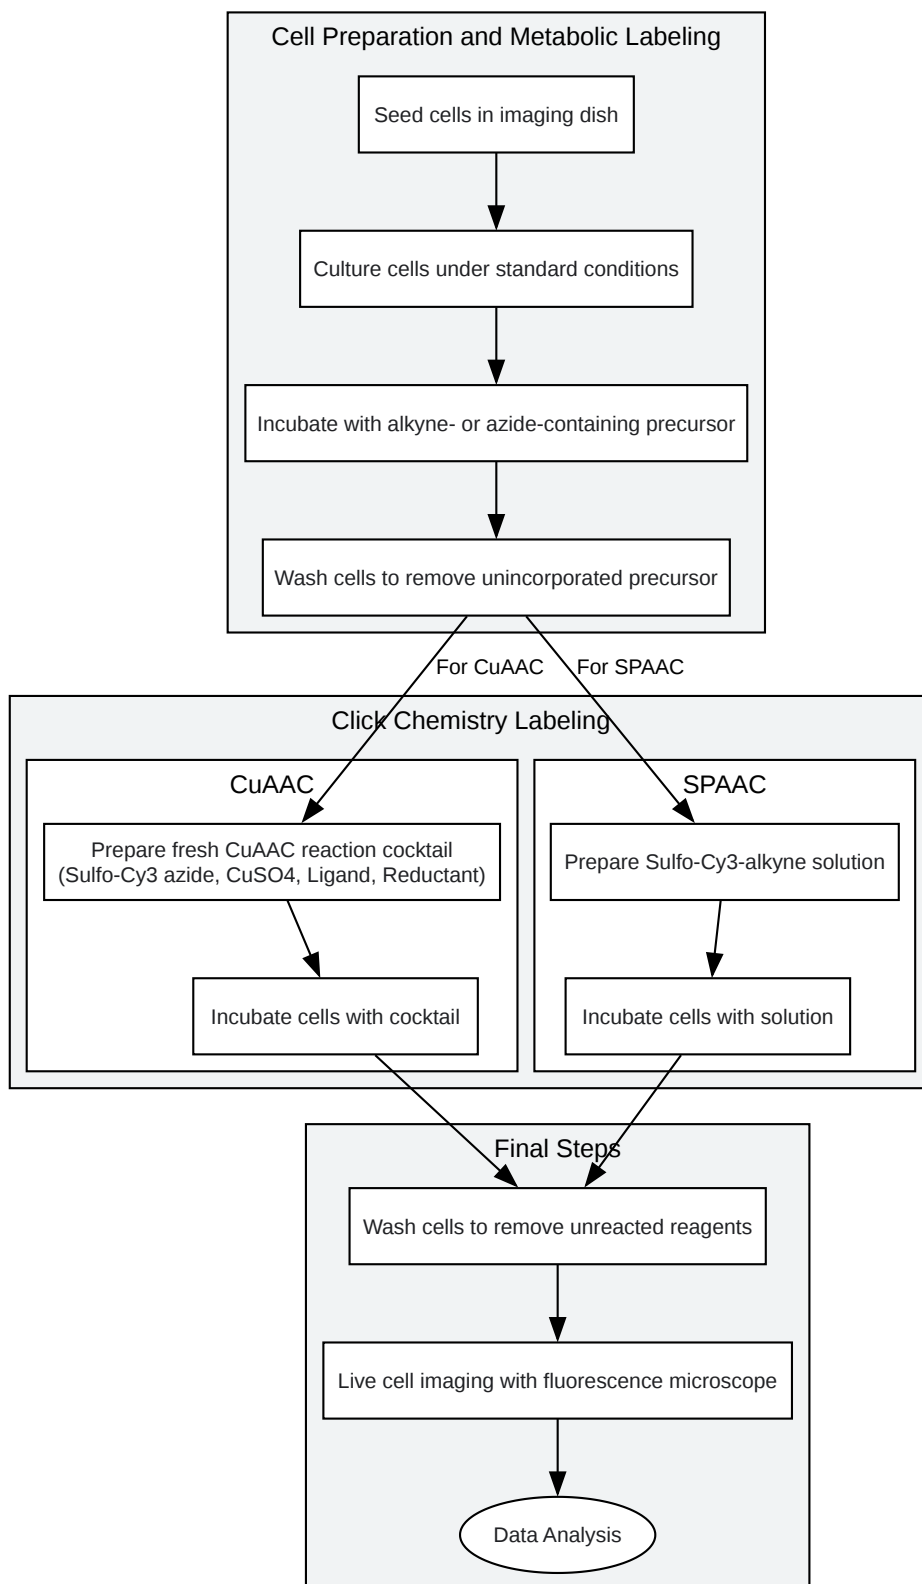 Cell Preparation and Metabolic Labeling
Seed cells in imaging dish
Culture cells under standard conditions
Incubate with alkyne- or azide-containing precursor
Wash cells to remove unincorporated precursor
For CuAAC
For SPAAC
Click Chemistry Labeling
CuAAC
Prepare fresh CuAAC reaction cocktail
(Sulfo-Cy3 azide, CuSO4, Ligand, Reductant)
Incubate cells with cocktail
SPAAC
Prepare Sulfo-Cy3-alkyne solution
Incubate cells with solution
Final Steps
Wash cells to remove unreacted reagents
Live cell imaging with fluorescence microscope
Data Analysis